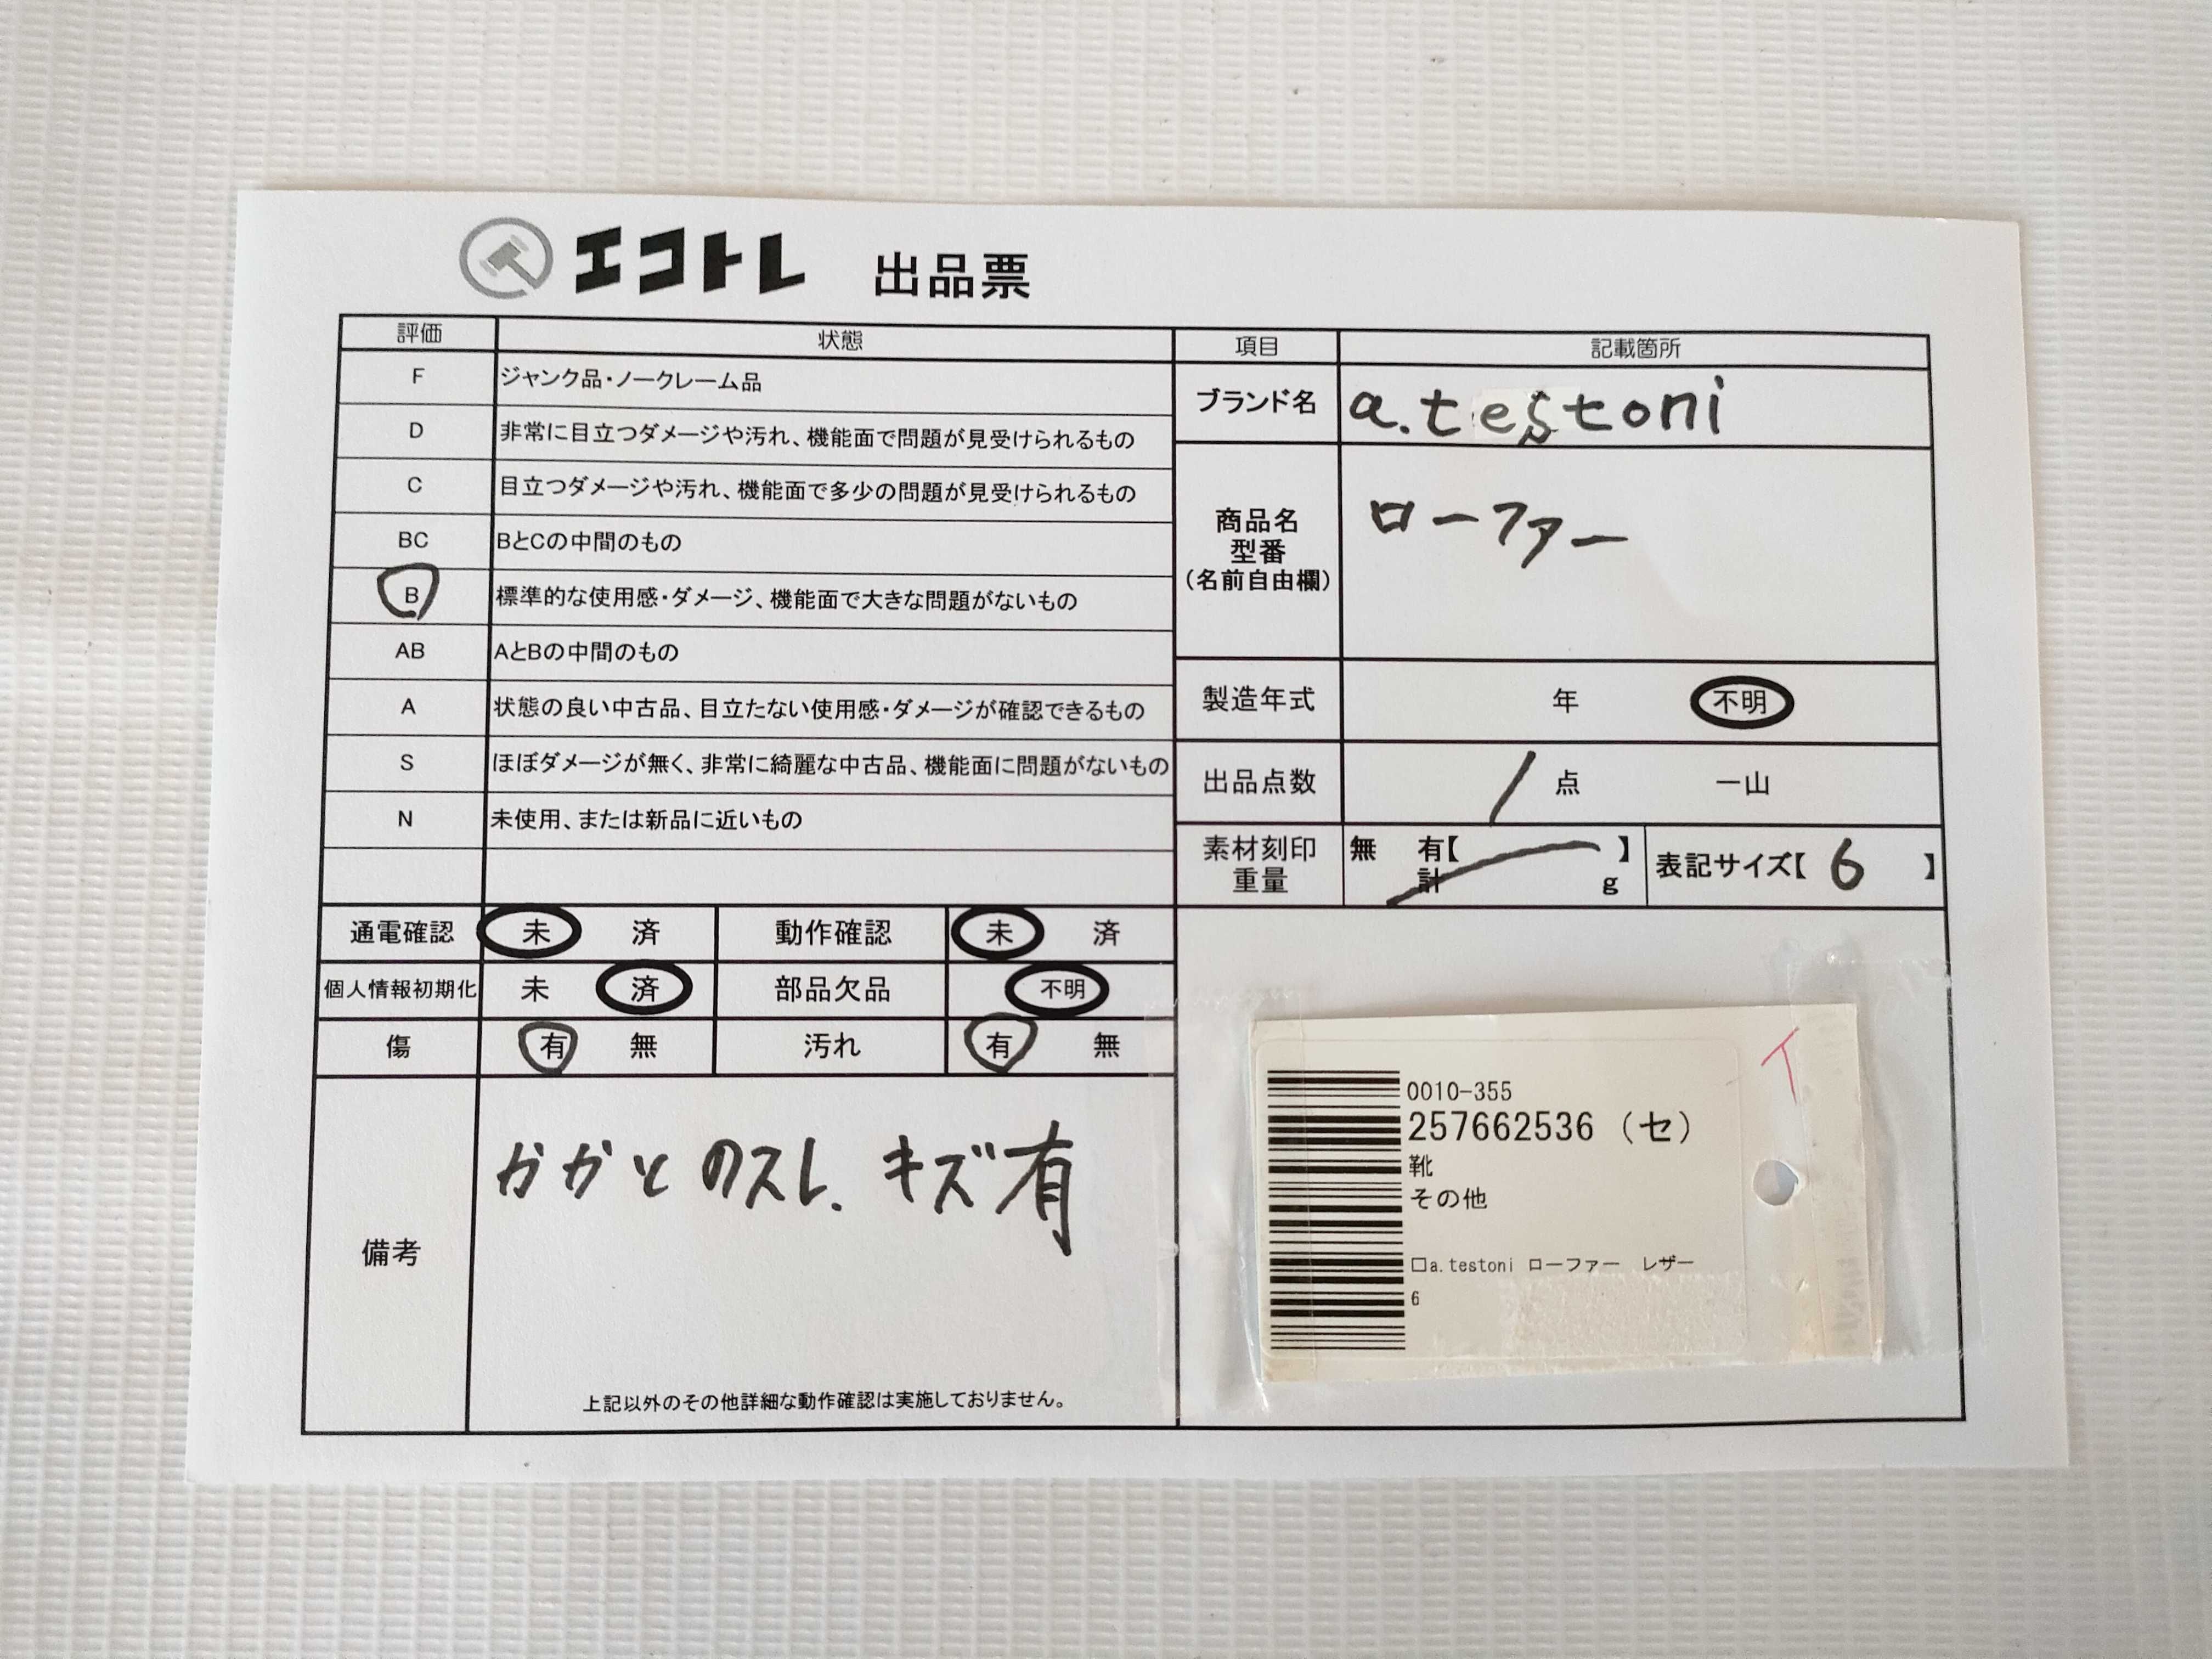 エコトレ 出品票
評価 状態 項目 記載箇所
F ジャンク品・ノークレーム品
D 非常に目立つダメージや汚れ、機能面で問題が見受けられるもの
C 目立つダメージや汚れ、機能面で多少の問題が見受けられるもの
BC BとCの中間のもの
B 標準的な使用感・ダメージ、機能面で大きな問題がないもの
AB AとBの中間のもの
A 状態の良い中古品、目立たない使用感・ダメージが確認できるもの
S ほぼダメージが無く、非常に綺麗な中古品、機能面に問題がないもの
N 未使用、または新品に近いもの
ブランド名 a.testoni
商品名
型番
(名前自由欄)
ローファー
製造年式 年 不明
出品点数 1 点 一山
素材刻印 無 有【 】
重量 計 g
表記サイズ【 6 】
通電確認 未 済 動作確認 未 済
個人情報初期化 未 済 部品欠品 不明
傷 有 無 汚れ 有 無
備考
かかとのスレ、キズ有
上記以外のその他詳細な動作確認は実施しておりません。
イ
0010-355
257662536 (セ)
靴
その他
□a.testoni ローファー レザー
6